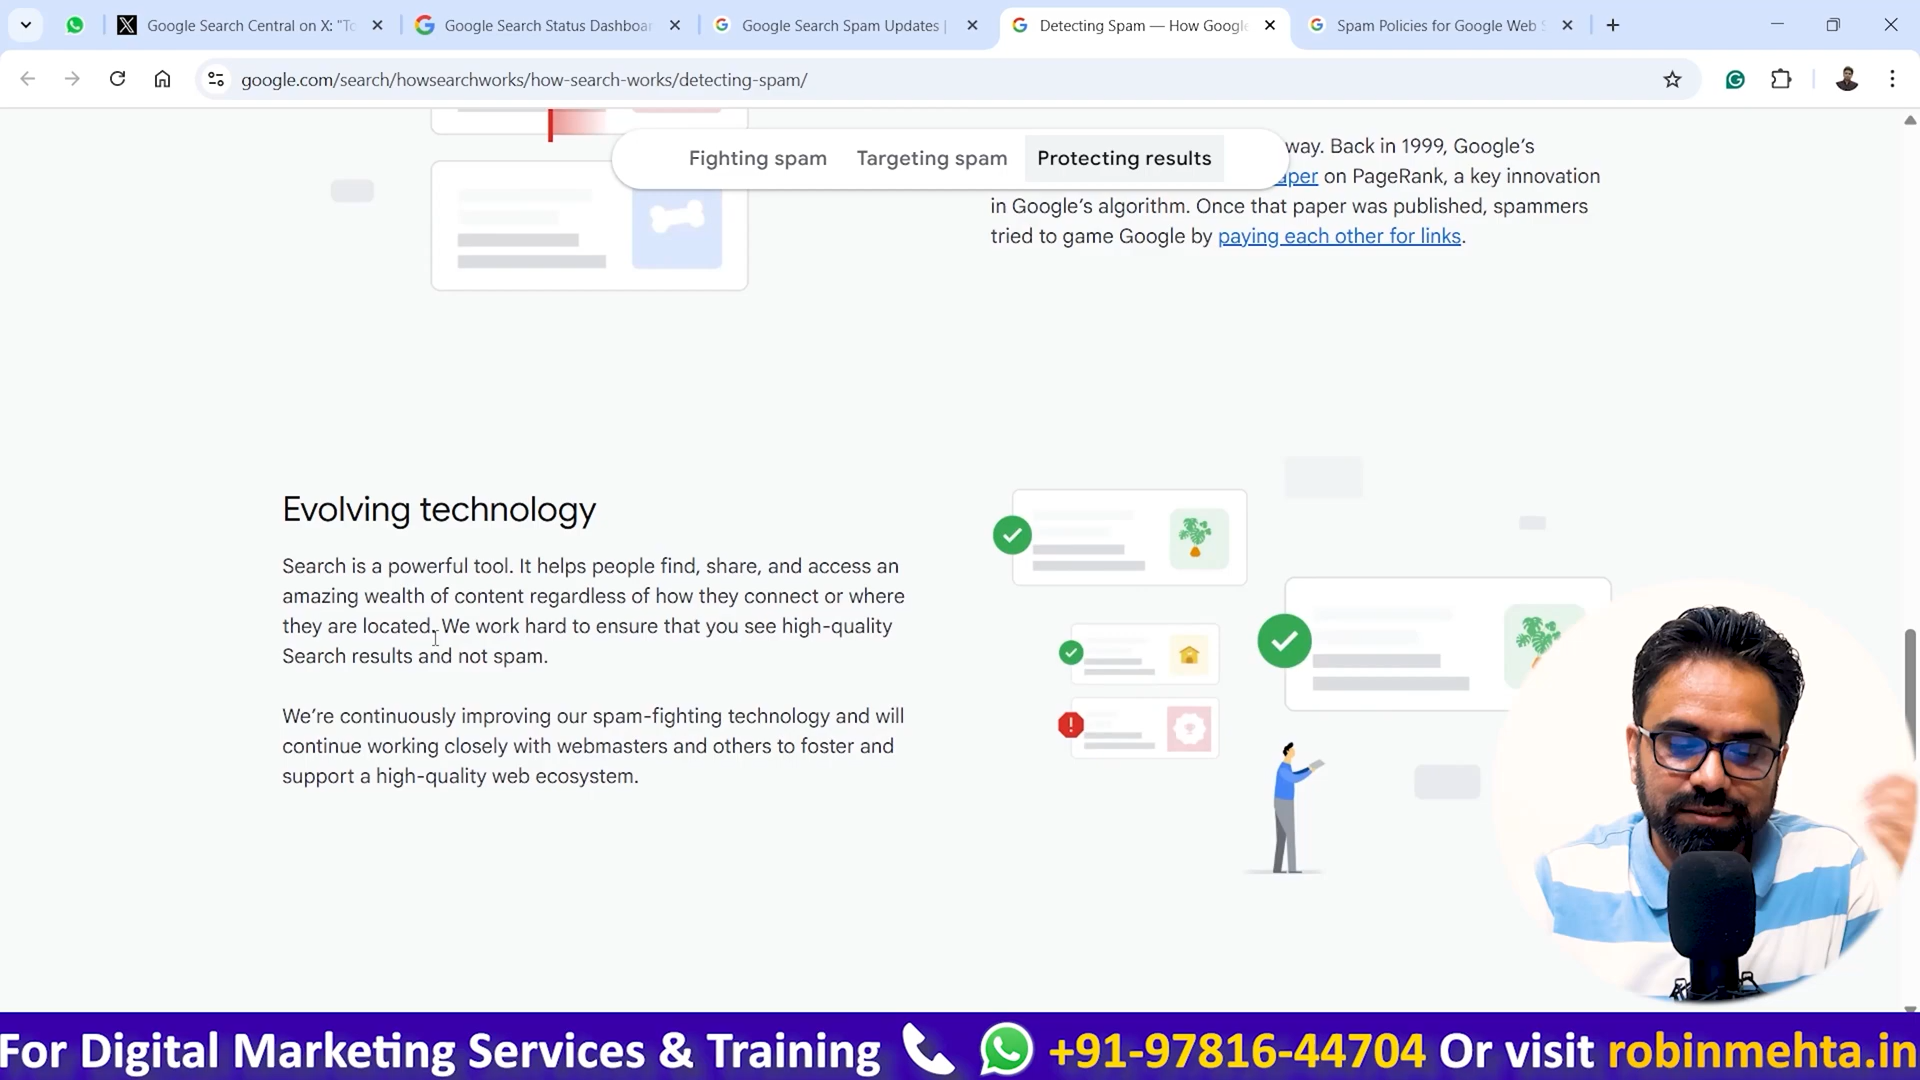 Google Search Central on X: "To
Google Search Status Dashboar
Google Search Spam Updates |
Detecting Spam — How Google
Spam Policies for Google Web S
google.com/search/howsearchworks/how-search-works/detecting-spam/
Fighting spam
Targeting spam
Protecting results
way. Back in 1999, Google's
aper on PageRank, a key innovation
in Google's algorithm. Once that paper was published, spammers
tried to game Google by paying each other for links.
Evolving technology
Search is a powerful tool. It helps people find, share, and access an
amazing wealth of content regardless of how they connect or where
they are located. We work hard to ensure that you see high-quality
Search results and not spam.
We're continuously improving our spam-fighting technology and will
continue working closely with webmasters and others to foster and
support a high-quality web ecosystem.
For Digital Marketing Services & Training +91-97816-44704 Or visit robinmehta.in